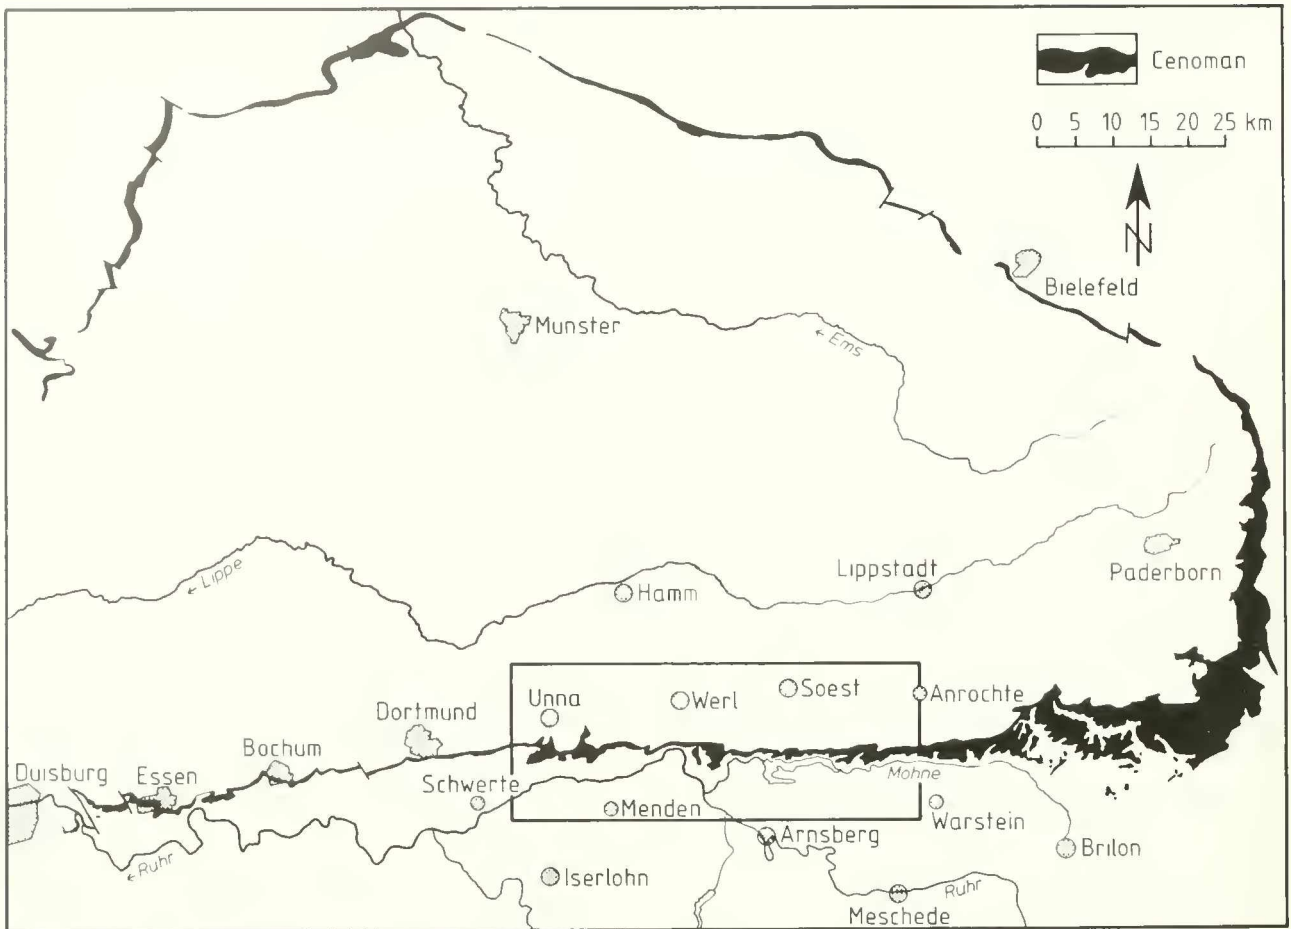 Cenoman
0 5 10 15 20 25 km
N
Bielefeld
Munster
← Ems
Lippstadt
Paderborn
← Lippe
Hamm
Unna
Werl
Soest
Anrochte
Dortmund
Bochum
Duisburg
Essen
Schwerte
Mohne
Menden
Warstein
Arnsberg
Brilon
← Ruhr
Iserlohn
Ruhr
Meschede